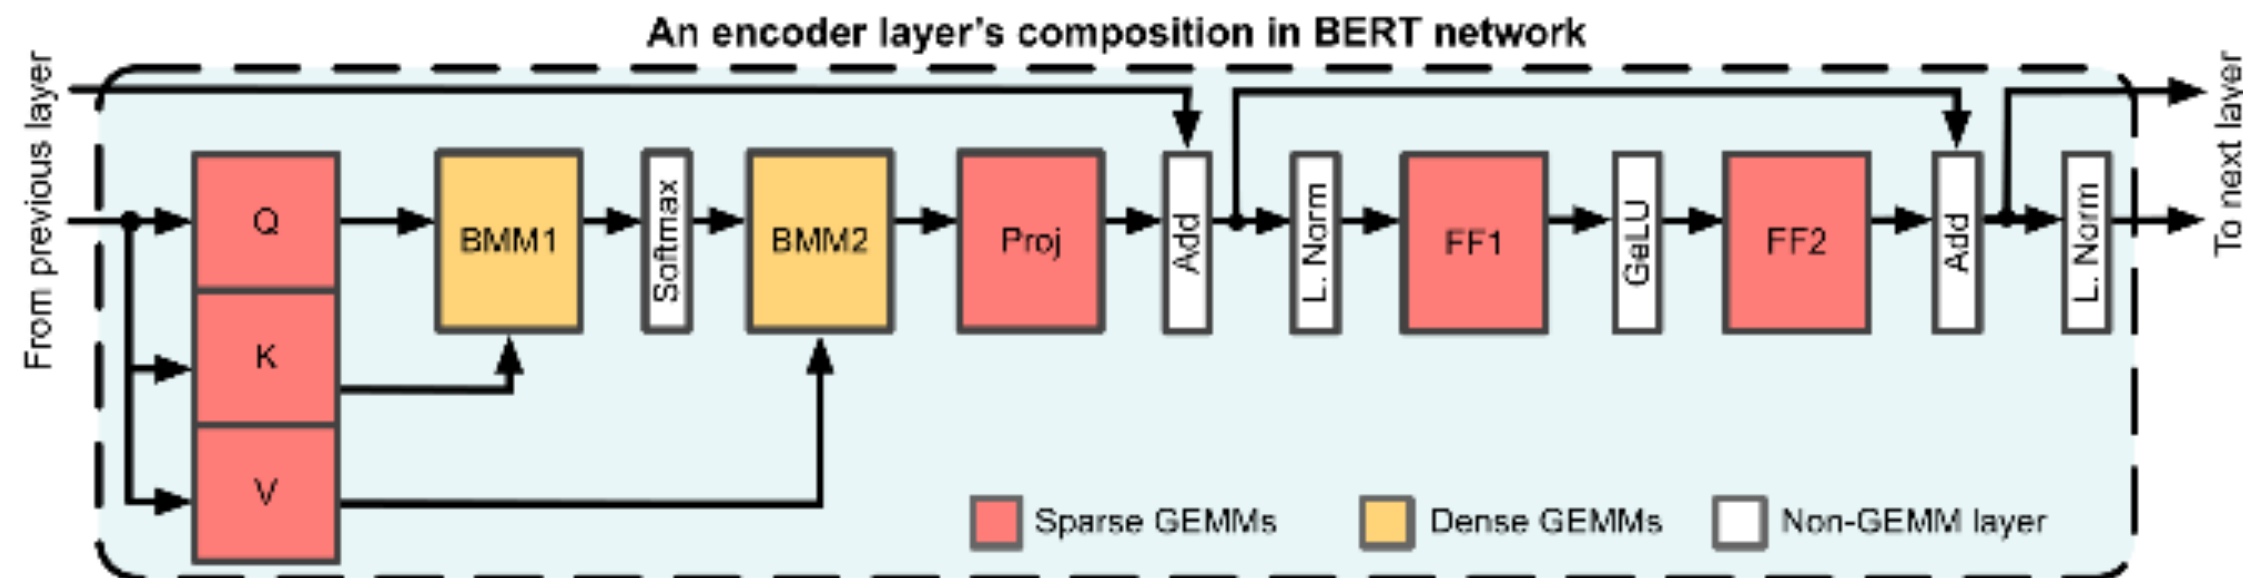 An encoder layer's composition in BERT network
From previous layer
Q
K
V
BMM1
Softmax
BMM2
Proj
Add
L. Norm
FF1
GeLU
FF2
Add
L. Norm
To next layer
Sparse GEMMs
Dense GEMMs
Non-GEMM layer